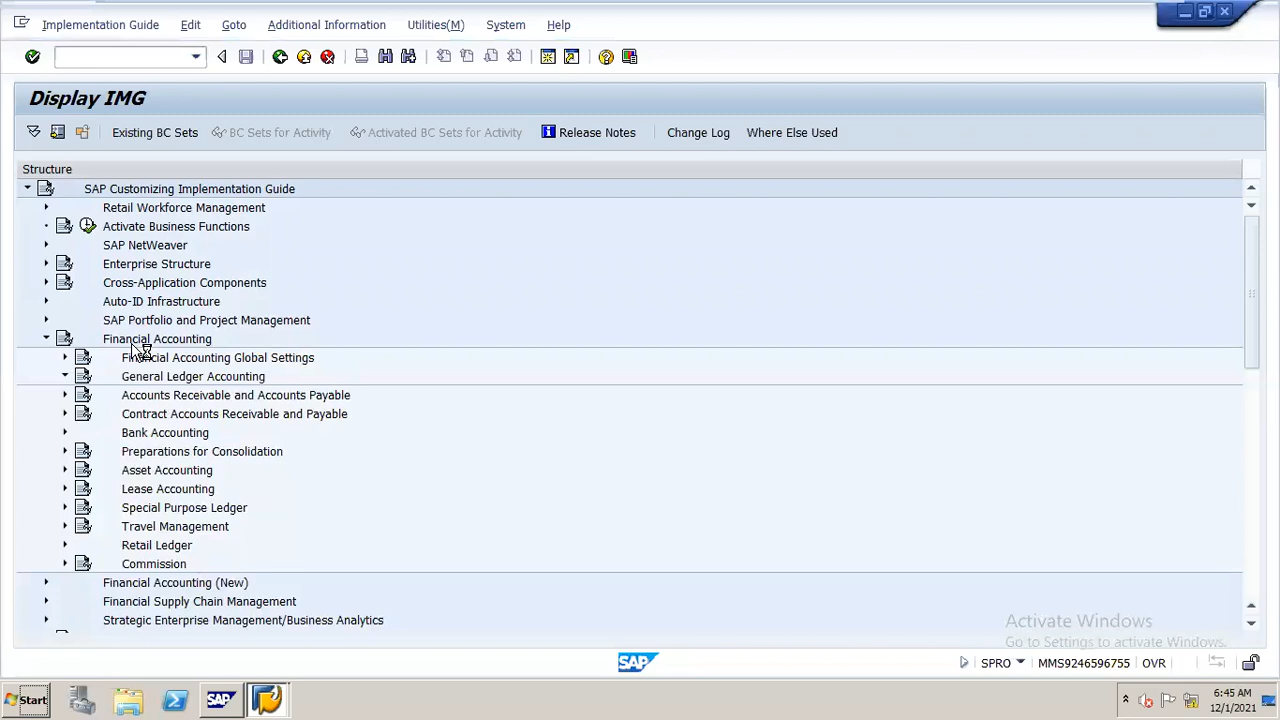 Implementation Guide Edit Goto Additional Information Utilities(M) System Help
Display IMG
Existing BC Sets BC Sets for Activity Activated BC Sets for Activity Release Notes Change Log Where Else Used
Structure
SAP Customizing Implementation Guide
Retail Workforce Management
Activate Business Functions
SAP NetWeaver
Enterprise Structure
Cross-Application Components
Auto-ID Infrastructure
SAP Portfolio and Project Management
Financial Accounting
Financial Accounting Global Settings
General Ledger Accounting
Accounts Receivable and Accounts Payable
Contract Accounts Receivable and Payable
Bank Accounting
Preparations for Consolidation
Asset Accounting
Lease Accounting
Special Purpose Ledger
Travel Management
Retail Ledger
Commission
Financial Accounting (New)
Financial Supply Chain Management
Strategic Enterprise Management/Business Analytics
Activate Windows
Go to Settings to activate Windows.
SAP SPRO MMS9246596755 OVR
Start SAP 6:45 AM
12/1/2021